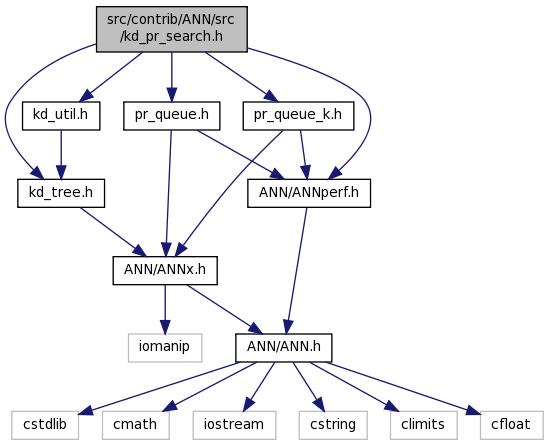 src/contrib/ANN/src
/kd_pr_search.h
kd_util.h
pr_queue.h
pr_queue_k.h
kd_tree.h
ANN/ANNperf.h
ANN/ANNx.h
iomanip
ANN/ANN.h
cstdlib
cmath
iostream
cstring
climits
cfloat